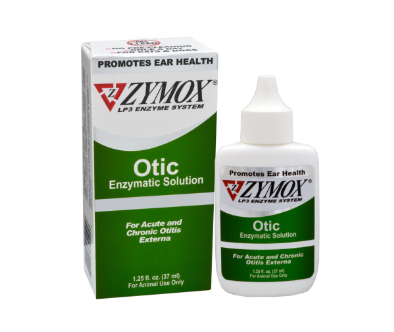 PROMOTES EAR HEALTH
Z ZYMOX®
LP3 ENZYME SYSTEM
Otic
Enzymatic Solution
For Acute and
Chronic Otitis
Externa
1.25 fl. oz. (37 ml)
For Animal Use Only
Promotes Ear Health
Z ZYMOX®
LP3 ENZYME SYSTEM
Otic
Enzymatic Solution
For Acute and Chronic
Otitis Externa
1.25 fl. oz. (37 ml)
For Animal Use Only